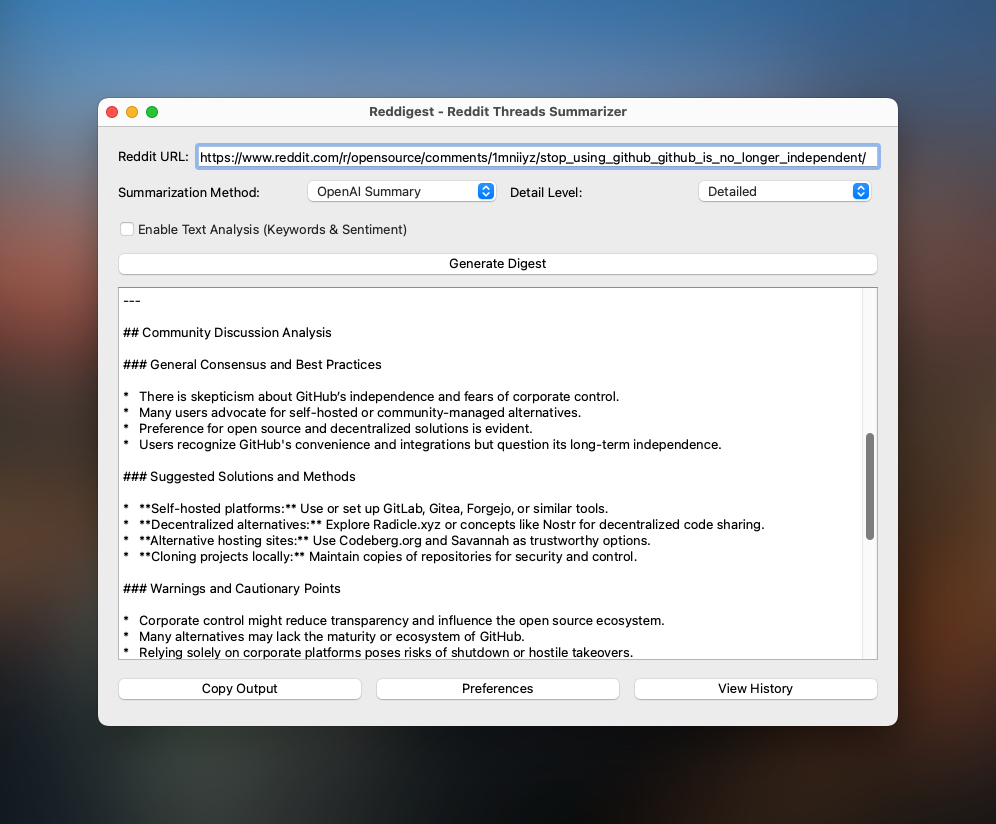 Reddigest - Reddit Threads Summarizer
Reddit URL: https://www.reddit.com/r/opensource/comments/1mniiyz/stop_using_github_github_is_no_longer_independent/
Summarization Method: OpenAI Summary Detail Level: Detailed
Enable Text Analysis (Keywords & Sentiment)
Generate Digest
---
## Community Discussion Analysis
### General Consensus and Best Practices
* There is skepticism about GitHub’s independence and fears of corporate control.
* Many users advocate for self-hosted or community-managed alternatives.
* Preference for open source and decentralized solutions is evident.
* Users recognize GitHub's convenience and integrations but question its long-term independence.
### Suggested Solutions and Methods
* **Self-hosted platforms:** Use or set up GitLab, Gitea, Forgejo, or similar tools.
* **Decentralized alternatives:** Explore Radicle.xyz or concepts like Nostr for decentralized code sharing.
* **Alternative hosting sites:** Use Codeberg.org and Savannah as trustworthy options.
* **Cloning projects locally:** Maintain copies of repositories for security and control.
### Warnings and Cautionary Points
* Corporate control might reduce transparency and influence the open source ecosystem.
* Many alternatives may lack the maturity or ecosystem of GitHub.
* Relying solely on corporate platforms poses risks of shutdown or hostile takeovers.
Copy Output Preferences View History